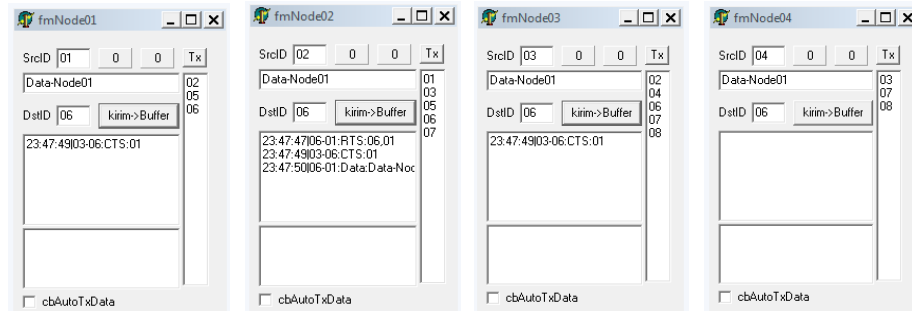 fmNode01
SrcID 01 0 0 Tx
Data-Node01
02
05
06
DstID 06 kirim->Buffer
23:47:49|03-06:CTS:01
cbAutoTxData
fmNode02
SrcID 02 0 0 Tx
Data-Node01
01
03
05
06
07
DstID 06 kirim->Buffer
23:47:47|06-01:RTS:06,01
23:47:49|03-06:CTS:01
23:47:50|06-01:Data:Data-Noc
cbAutoTxData
fmNode03
SrcID 03 0 0 Tx
Data-Node01
02
04
06
07
08
DstID 06 kirim->Buffer
23:47:49|03-06:CTS:01
cbAutoTxData
fmNode04
SrcID 04 0 0 Tx
Data-Node01
03
07
08
DstID 06 kirim->Buffer
cbAutoTxData